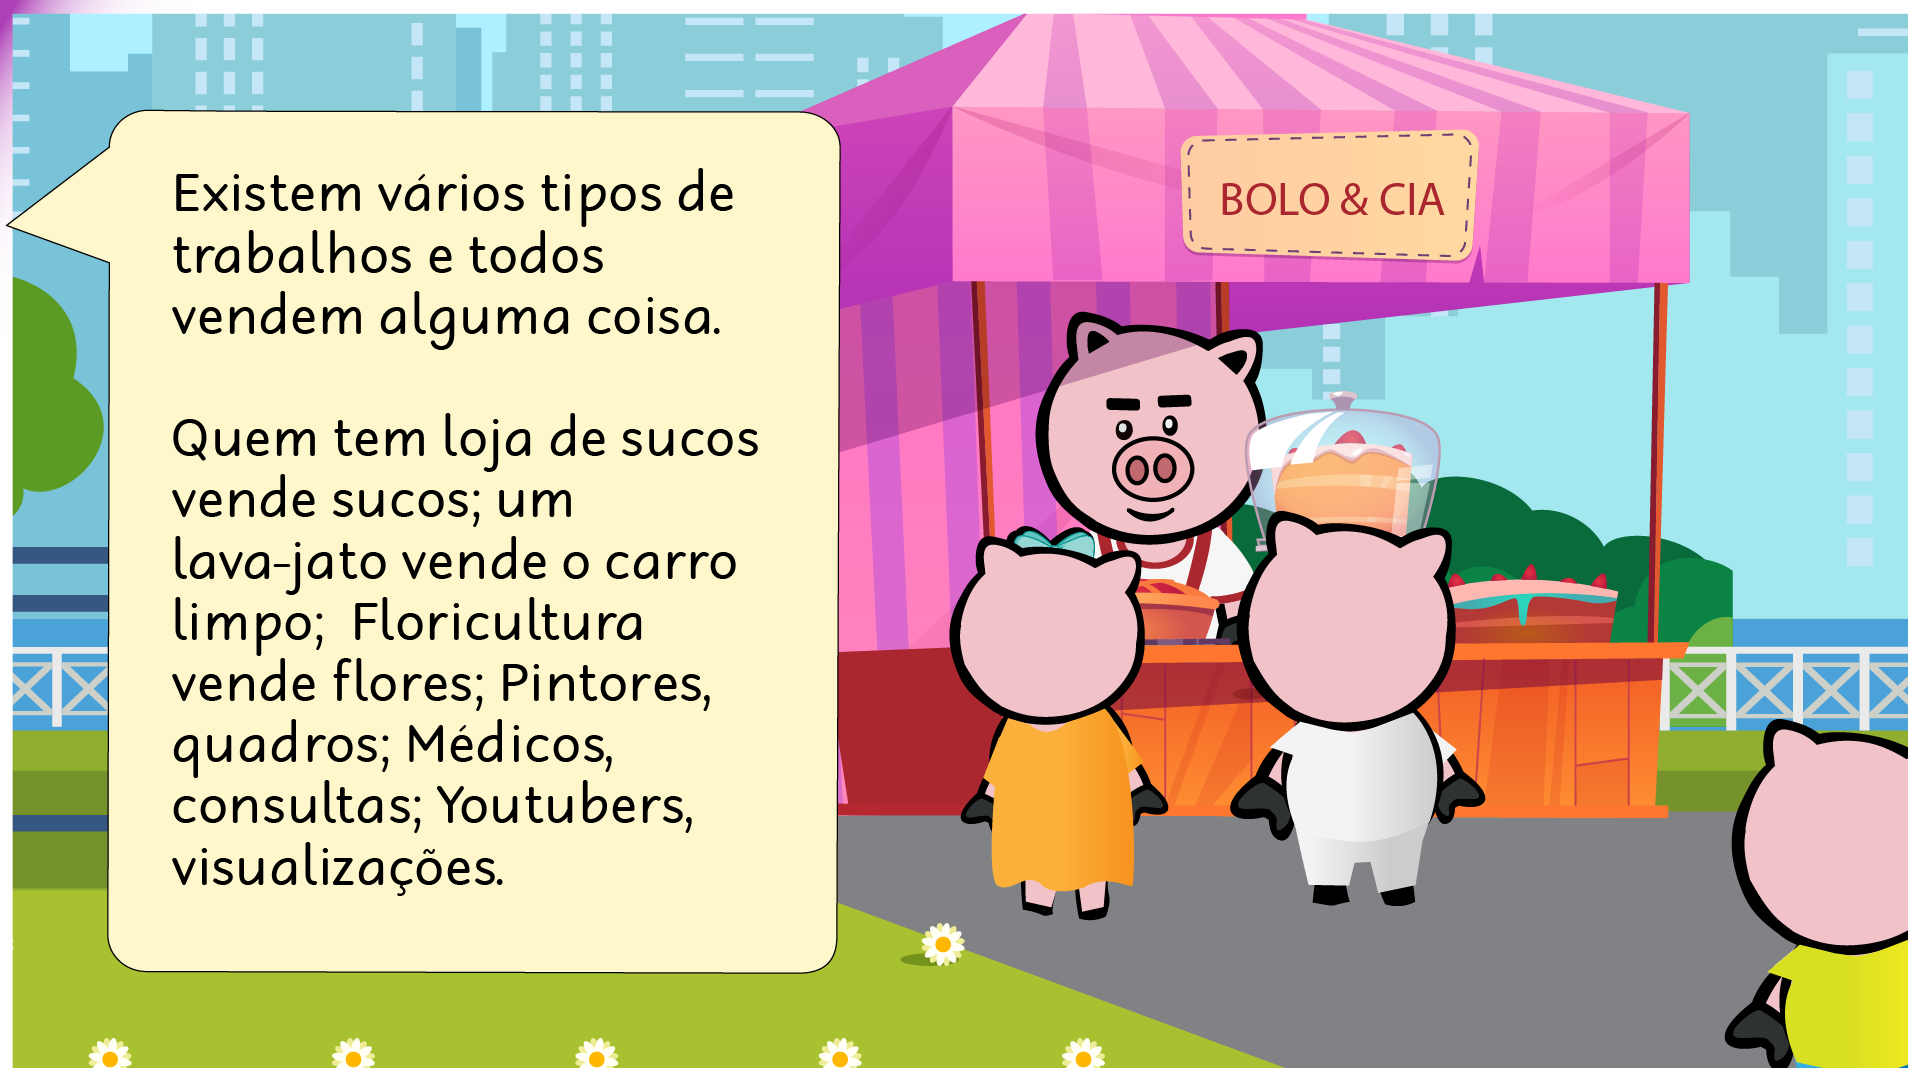 Existem vários tipos de
trabalhos e todos
vendem alguma coisa.
Quem tem loja de sucos
vende sucos; um
lava-jato vende o carro
limpo;  Floricultura
vende flores; Pintores,
quadros; Médicos,
consultas; Youtubers,
visualizações.
BOLO & CIA